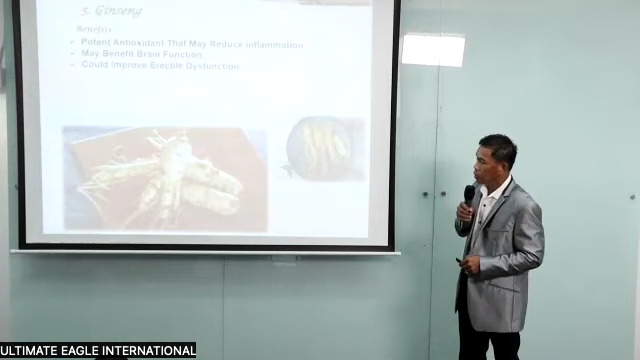 5. Ginseng
Benefits
Potent Antioxidant That May Reduce Inflammation
May Benefit Brain Function
Could Improve Erectile Dysfunction
ULTIMATE EAGLE INTERNATIONAL